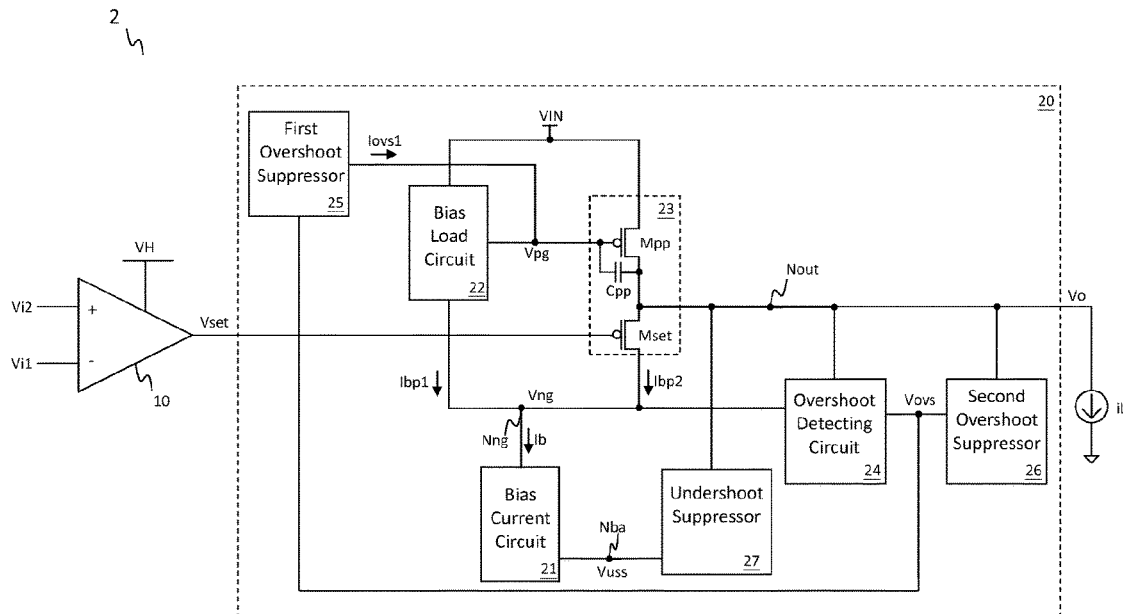 2
20
First
Overshoot
Suppressor
25
Iovs1
VIN
Bias
Load
Circuit
22
Vpg
23
Mpp
Cpp
Mset
Nout
Vo
VH
Vi2
+
Vi1
-
10
Vset
Ibp1
Vng
Ibp2
Nng
Ib
Overshoot
Detecting
Circuit
24
Vovs
Second
Overshoot
Suppressor
26
Bias
Current
Circuit
21
Nba
Vuss
Undershoot
Suppressor
27